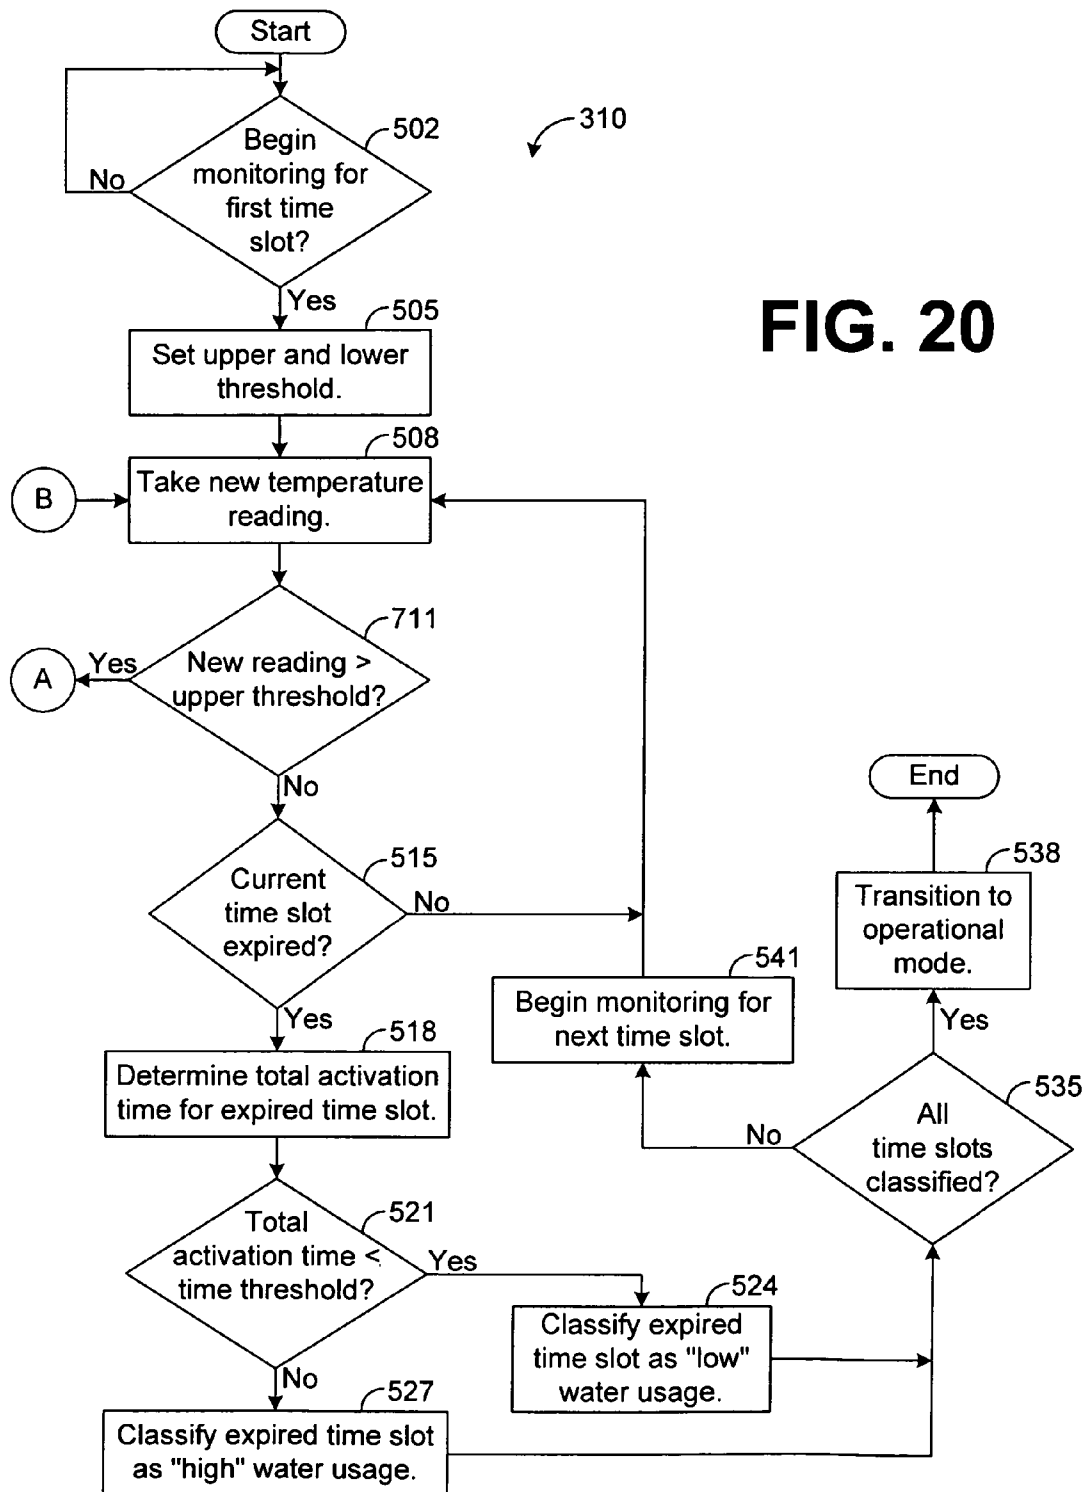 Start
310
502
Begin
monitoring for
first time
slot?
No
Yes
FIG. 20
505
Set upper and lower
threshold.
508
Take new temperature
reading.
B
711
New reading >
upper threshold?
Yes
A
No
515
Current
time slot
expired?
No
Yes
518
Determine total activation
time for expired time slot.
521
Total
activation time <
time threshold?
Yes
No
524
Classify expired
time slot as "low"
water usage.
527
Classify expired time slot
as "high" water usage.
End
538
Transition to
operational
mode.
Yes
541
Begin monitoring for
next time slot.
535
All
time slots
classified?
No